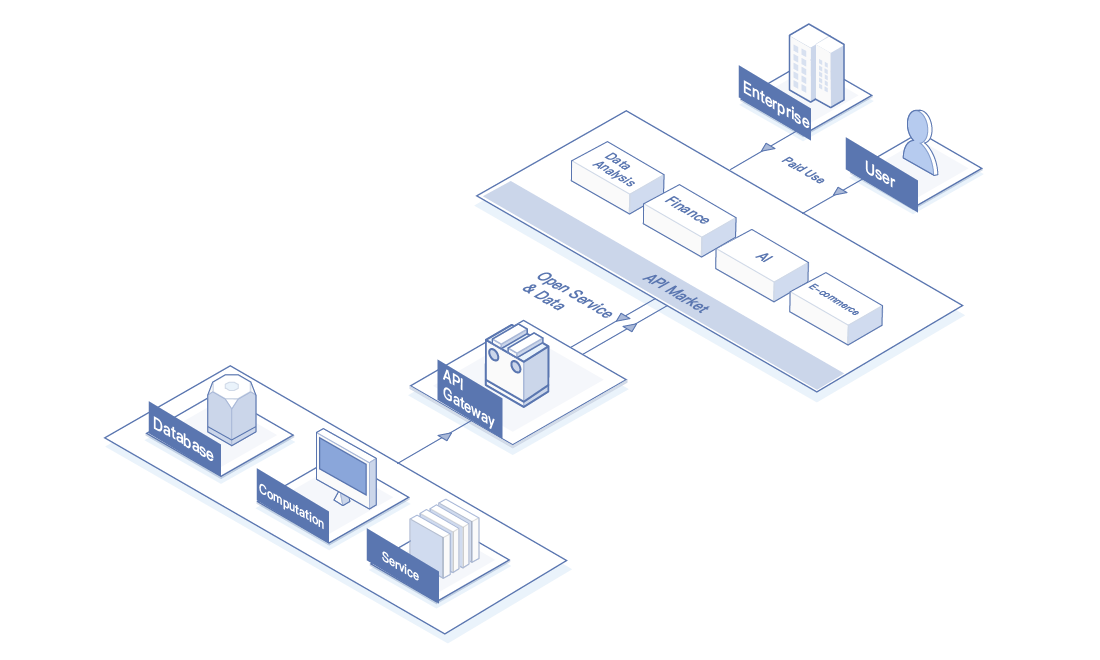 Enterprise
User
Paid Use
Data
Analysis
Finance
AI
E-commerce
API Market
Open Service
& Data
API
Gateway
Database
Computation
Service